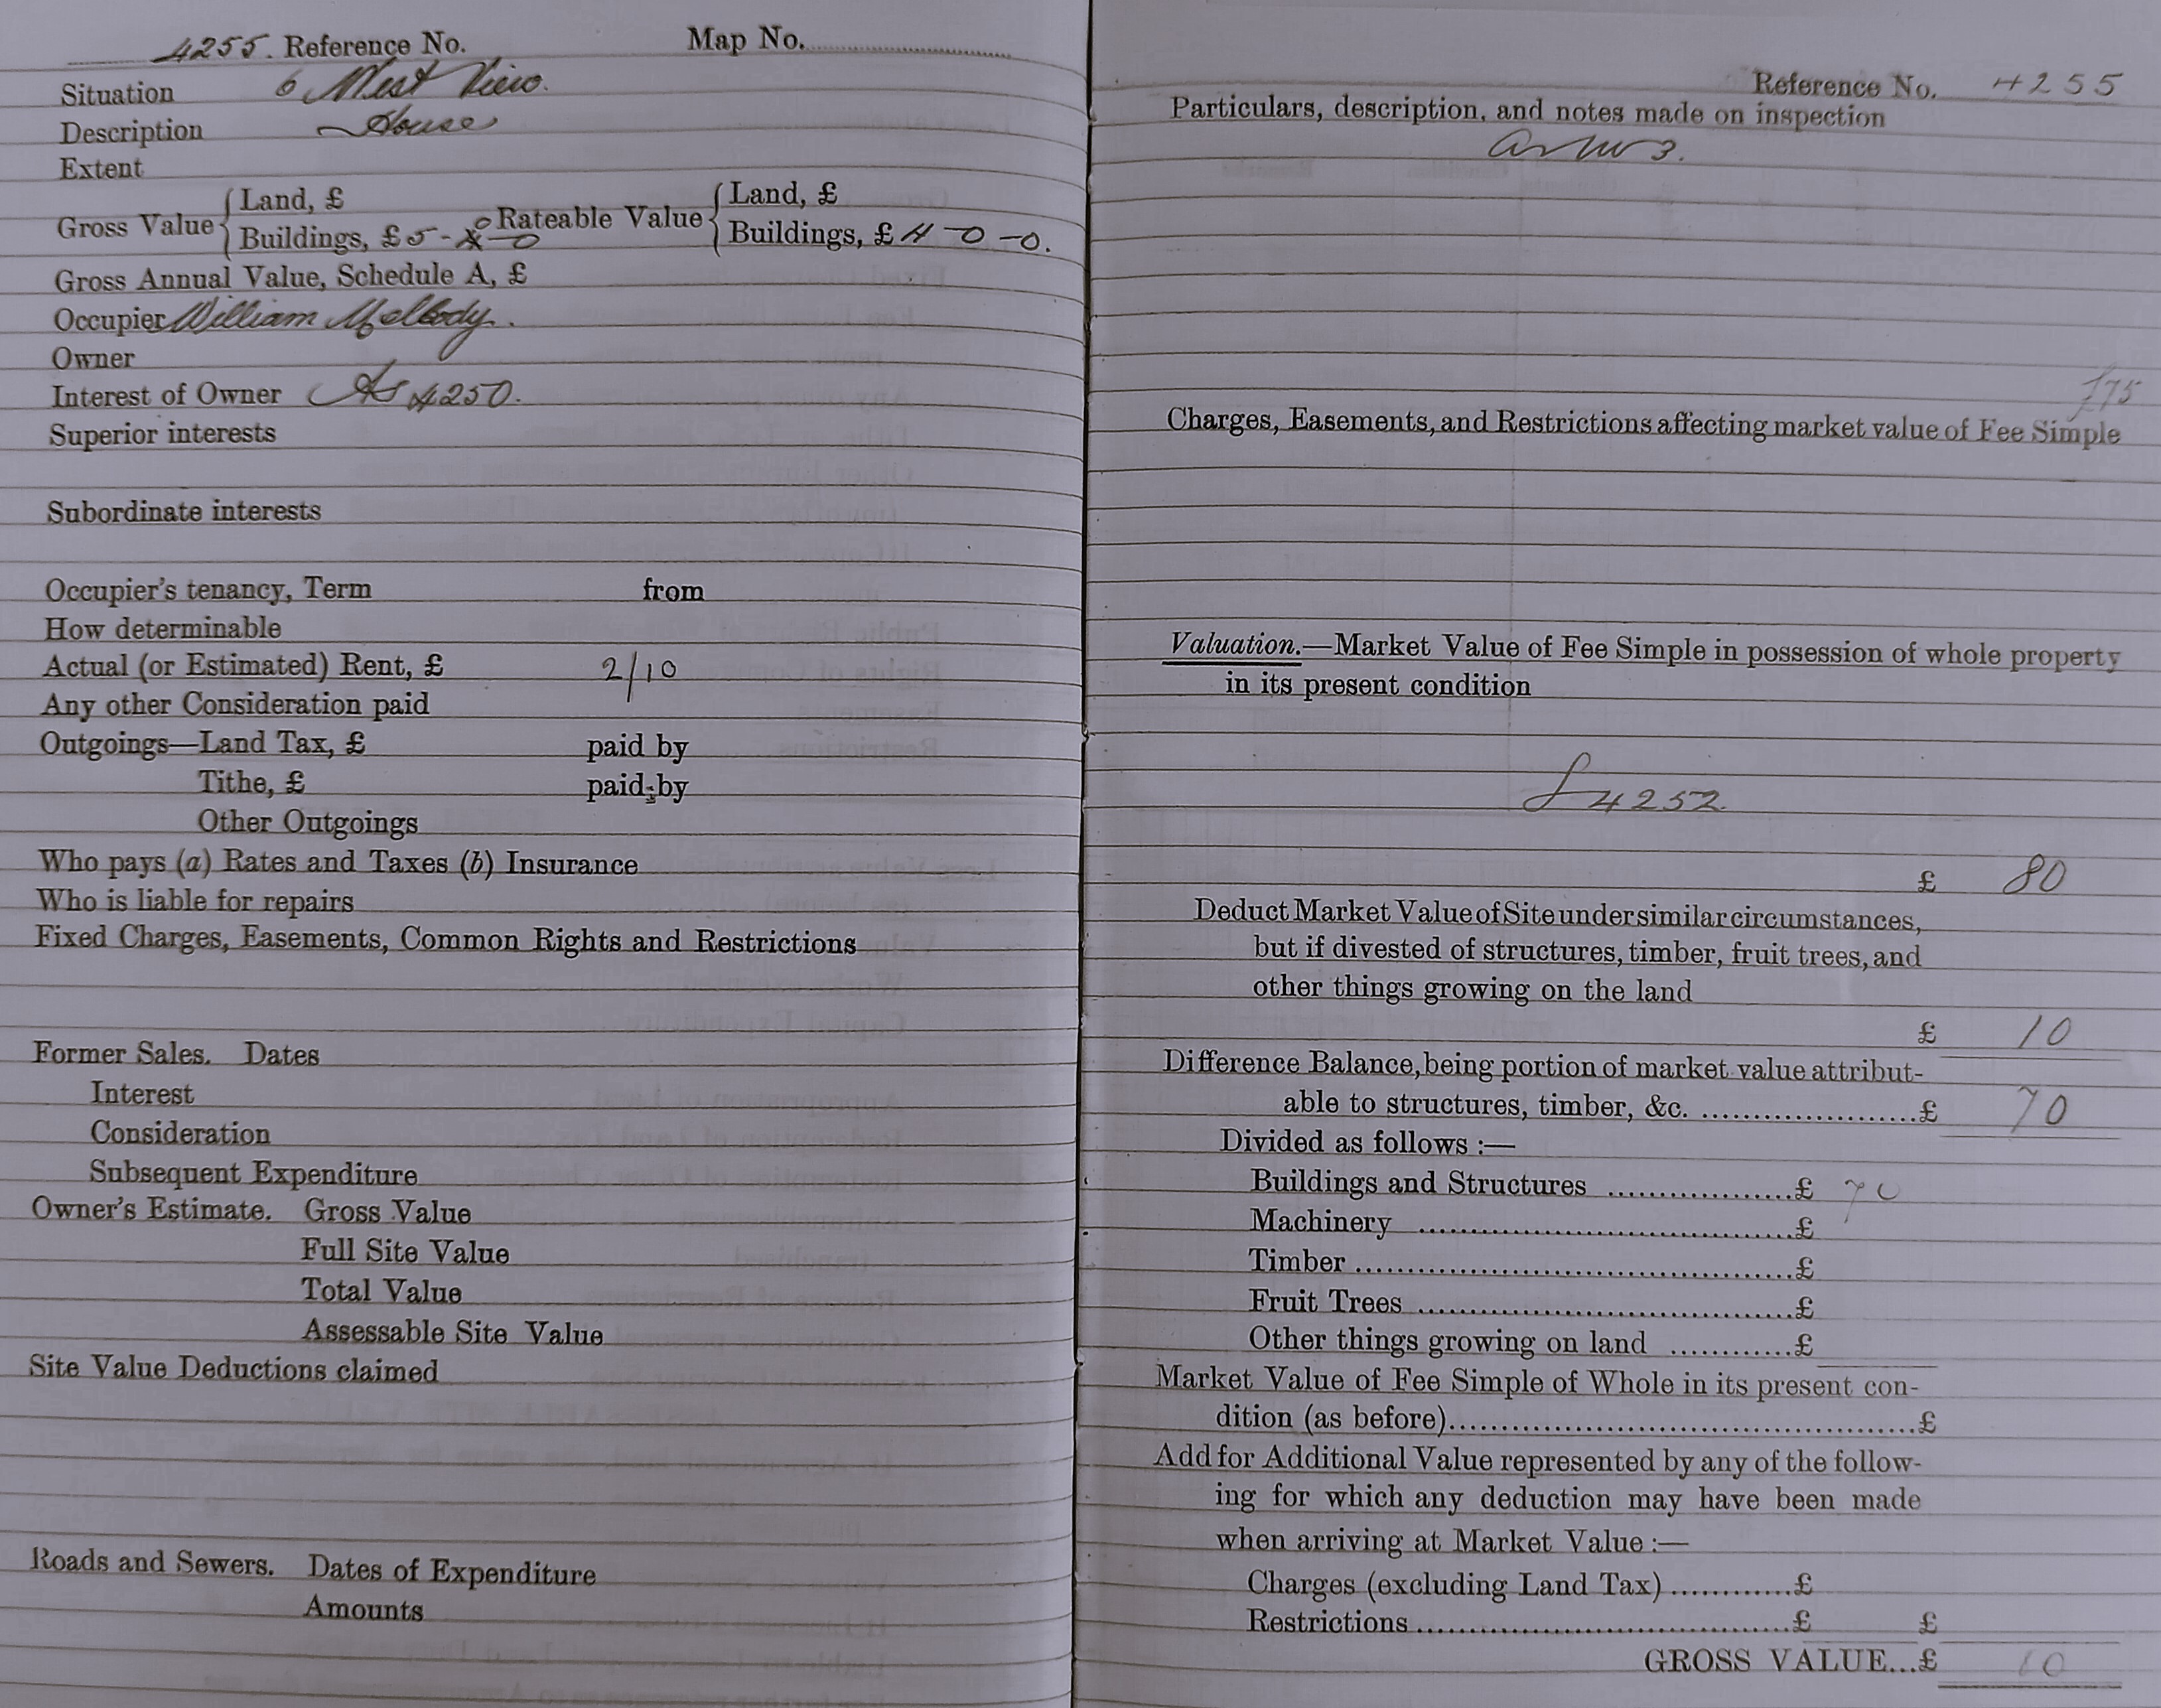 4255. Reference No. Map No.
Situation 6 West View.
Description House
Extent
Gross Value { Land, £
Buildings, £5-0-0 Rateable Value { Land, £
Buildings, £4-0-0.
Gross Annual Value, Schedule A, £
Occupier William
Owner
Interest of Owner As 4250.
Superior interests
Subordinate interests
Occupier's tenancy, Term from
How determinable
Actual (or Estimated) Rent, £ 2/10
Any other Consideration paid
Outgoings—Land Tax, £ paid by
Tithe, £ paid by
Other Outgoings
Who pays (a) Rates and Taxes (b) Insurance
Who is liable for repairs
Fixed Charges, Easements, Common Rights and Restrictions
Former Sales. Dates
Interest
Consideration
Subsequent Expenditure
Owner's Estimate. Gross Value
Full Site Value
Total Value
Assessable Site Value
Site Value Deductions claimed
Roads and Sewers. Dates of Expenditure
Amounts
Reference No. 4255
Particulars, description, and notes made on inspection
3.
£75
Charges, Easements, and Restrictions affecting market value of Fee Simple
Valuation.—Market Value of Fee Simple in possession of whole property
in its present condition
4252.
£ 80
Deduct Market Value of Site under similar circumstances,
but if divested of structures, timber, fruit trees, and
other things growing on the land
£ 10
Difference Balance, being portion of market value attribut-
able to structures, timber, &c. ....................£ 70
Divided as follows :—
Buildings and Structures ..................£ 70
Machinery ....................................£
Timber ..........................................£
Fruit Trees ....................................£
Other things growing on land ............£
Market Value of Fee Simple of Whole in its present con-
dition (as before)..........................................£
Add for Additional Value represented by any of the follow-
ing for which any deduction may have been made
when arriving at Market Value :—
Charges (excluding Land Tax) ............£
Restrictions ....................................£ £
GROSS VALUE...£